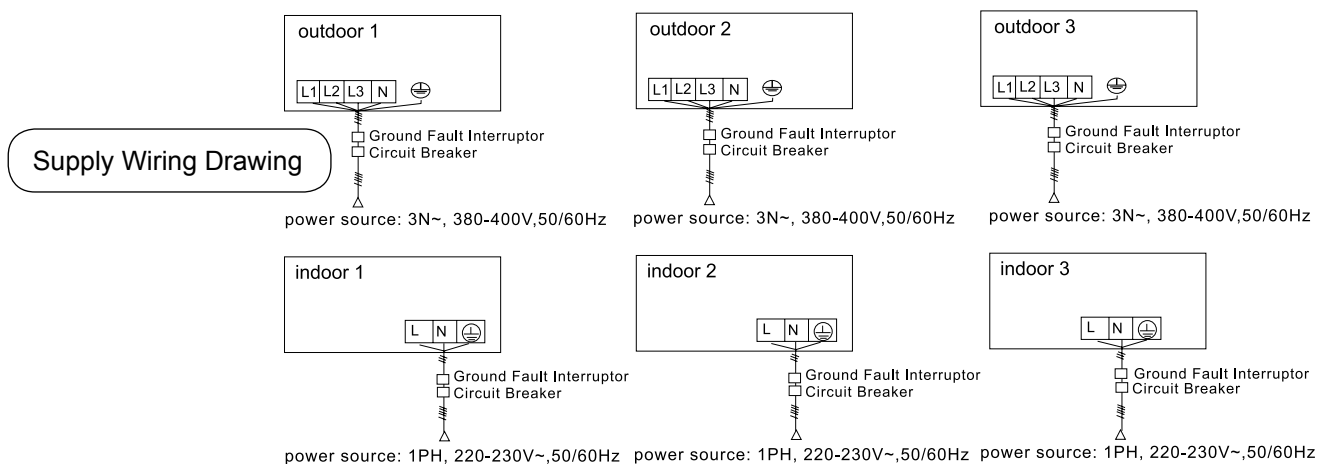 Supply Wiring Drawing
outdoor 1
L1 L2 L3 N
Ground Fault Interruptor
Circuit Breaker
power source: 3N~, 380-400V,50/60Hz
outdoor 2
L1 L2 L3 N
Ground Fault Interruptor
Circuit Breaker
power source: 3N~, 380-400V,50/60Hz
outdoor 3
L1 L2 L3 N
Ground Fault Interruptor
Circuit Breaker
power source: 3N~, 380-400V,50/60Hz
indoor 1
L N
Ground Fault Interruptor
Circuit Breaker
power source: 1PH, 220-230V~,50/60Hz
indoor 2
L N
Ground Fault Interruptor
Circuit Breaker
power source: 1PH, 220-230V~,50/60Hz
indoor 3
L N
Ground Fault Interruptor
Circuit Breaker
power source: 1PH, 220-230V~,50/60Hz